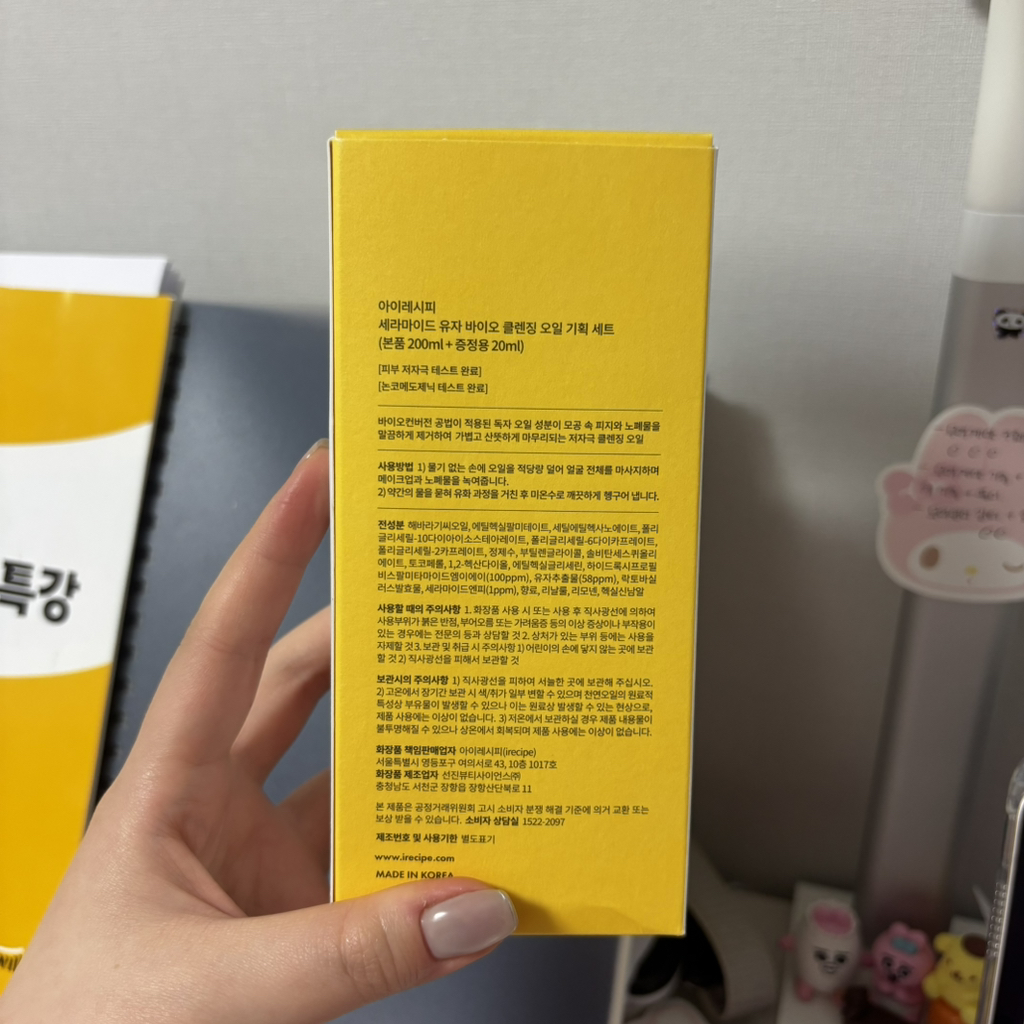 아이레시피
세라마이드 유자 바이오 클렌징 오일 기획 세트
(본품 200ml + 증정용 20ml)
[피부 저자극 테스트 완료]
[논코메도제닉 테스트 완료]
바이오컨버전 공법이 적용된 독자 오일 성분이 모공 속 피지와 노폐물을
말끔하게 제거하여 가볍고 산뜻하게 마무리되는 저자극 클렌징 오일
사용방법 1) 물기 없는 손에 오일을 적당량 덜어 얼굴 전체를 마사지하며
메이크업과 노폐물을 녹여줍니다.
2) 약간의 물을 묻혀 유화 과정을 거친 후 미온수로 깨끗하게 헹구어 냅니다.
전성분 해바라기씨오일, 에틸헥실팔미테이트, 세틸에틸헥사노에이트, 폴리
글리세릴-10다이아이소스테아레이트, 폴리글리세릴-6다이카프레이트,
폴리글리세릴-2카프레이트, 정제수, 부틸렌글라이콜, 솔비탄세스퀴올리
에이트, 토코페롤, 1,2-헥산다이올, 에틸헥실글리세린, 하이드록시프로필
비스팔미타마이드엠이에이(100ppm), 유자추출물(58ppm), 락토바실
러스발효물, 세라마이드엔피(1ppm), 향료, 리날룰, 리모넨, 헥실신남알
사용할 때의 주의사항 1. 화장품 사용 시 또는 사용 후 직사광선에 의하여
사용부위가 붉은 반점, 부어오름 또는 가려움증 등의 이상 증상이나 부작용이
있는 경우에는 전문의 등과 상담할 것 2. 상처가 있는 부위 등에는 사용을
자제할 것 3. 보관 및 취급 시 주의사항 1) 어린이의 손에 닿지 않는 곳에 보관
할 것 2) 직사광선을 피해서 보관할 것
보관시의 주의사항 1) 직사광선을 피하여 서늘한 곳에 보관해 주십시오.
2) 고온에서 장기간 보관 시 색/취가 일부 변할 수 있으며 천연오일의 원료적
특성상 부유물이 발생할 수 있으나 이는 원료상 발생할 수 있는 현상으로,
제품 사용에는 이상이 없습니다. 3) 저온에서 보관하실 경우 제품 내용물이
불투명해질 수 있으나 상온에서 회복되며 제품 사용에는 이상이 없습니다.
화장품 책임판매업자 아이레시피(irecipe)
서울특별시 영등포구 여의서로 43, 10층 1017호
화장품 제조업자 선진뷰티사이언스㈜
충청남도 서천군 장항읍 장항산단북로 11
본 제품은 공정거래위원회 고시 소비자 분쟁 해결 기준에 의거 교환 또는
보상 받을 수 있습니다. 소비자 상담실 1522-2097
제조번호 및 사용기한 별도표기
www.irecipe.com
MADE IN KOREA
특강